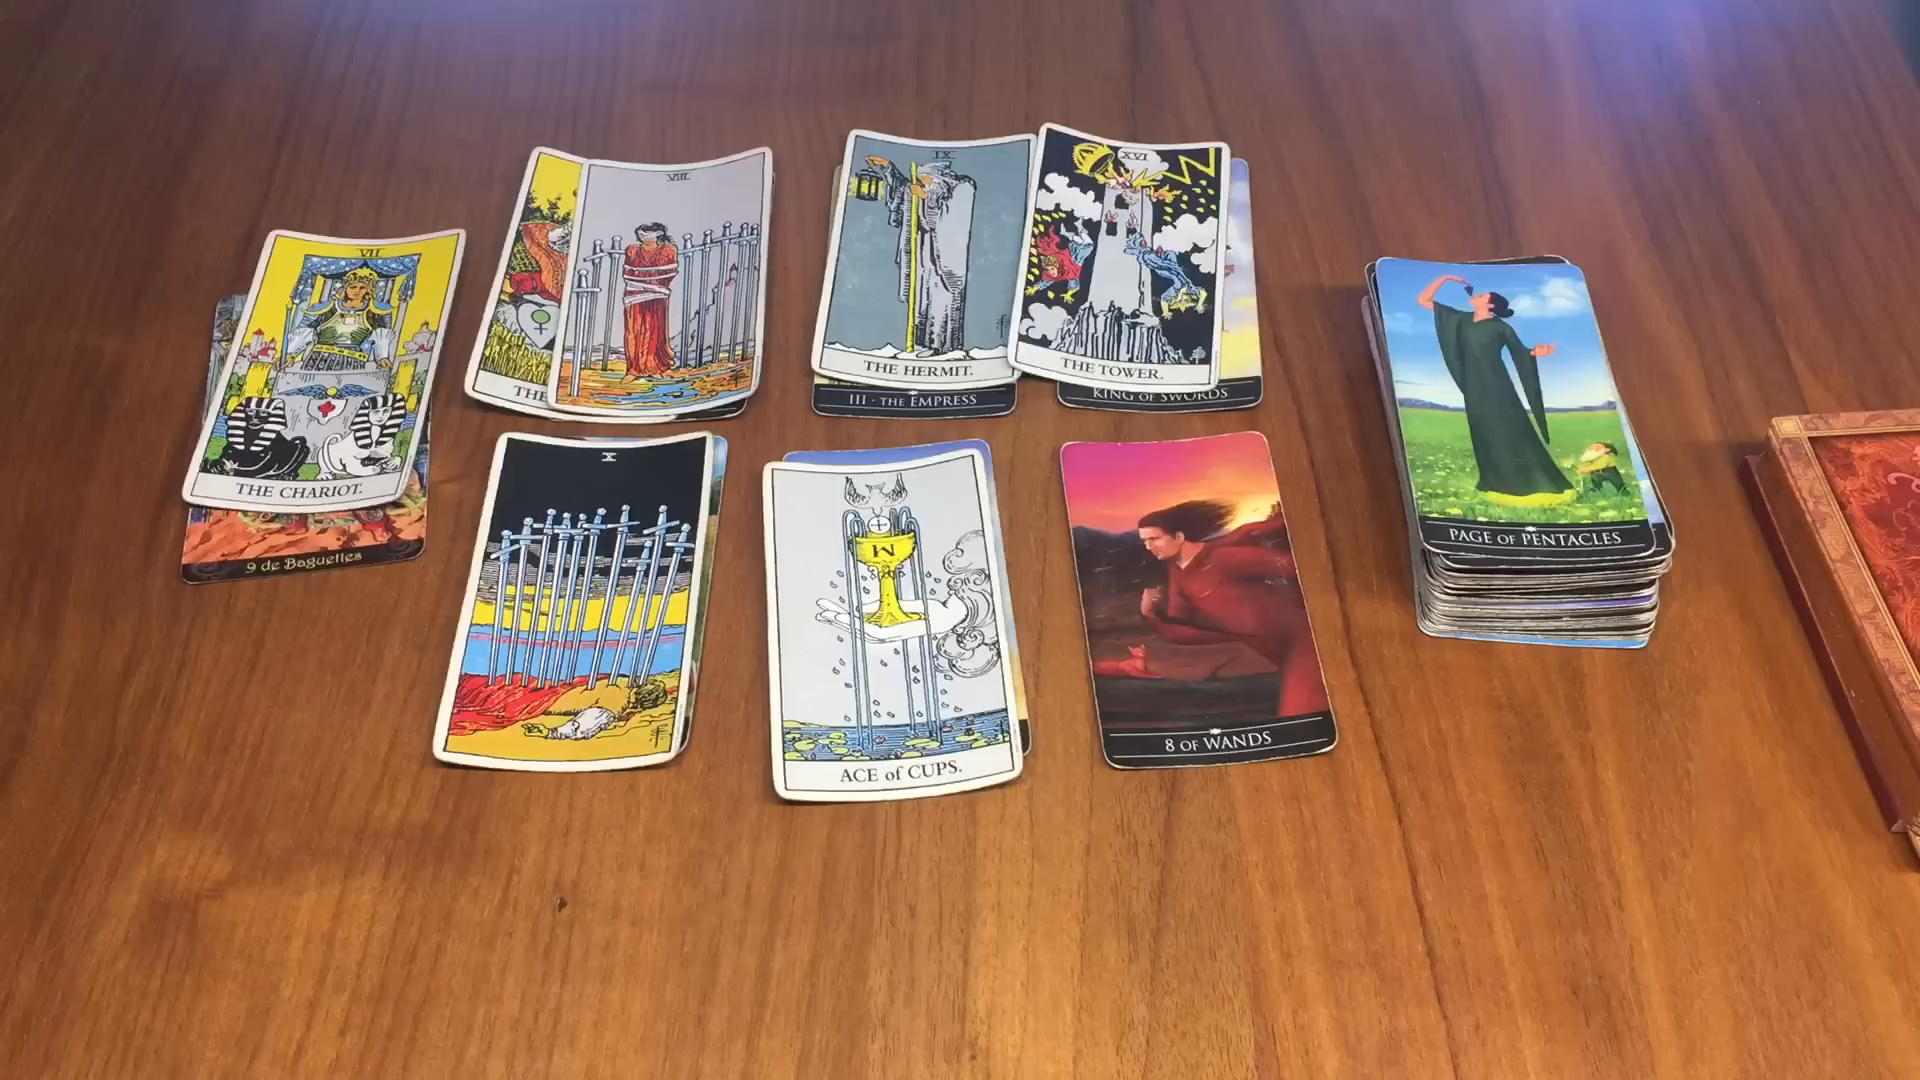 VII
THE CHARIOT.
9 de Baguettes
THE
VIII
IX
THE HERMIT.
III · THE EMPRESS
XVI
THE TOWER.
KING OF SWORDS
X
ACE of CUPS.
8 OF WANDS
PAGE OF PENTACLES